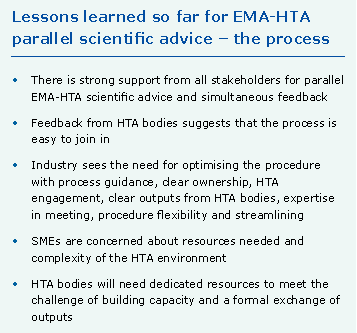 Lessons learned so far for EMA-HTA
parallel scientific advice – the process
• There is strong support from all stakeholders for parallel
EMA-HTA scientific advice and simultaneous feedback
• Feedback from HTA bodies suggests that the process is
easy to join in
• Industry sees the need for optimising the procedure
with process guidance, clear ownership, HTA
engagement, clear outputs from HTA bodies, expertise
in meeting, procedure flexibility and streamlining
• SMEs are concerned about resources needed and
complexity of the HTA environment
• HTA bodies will need dedicated resources to meet the
challenge of building capacity and a formal exchange of
outputs